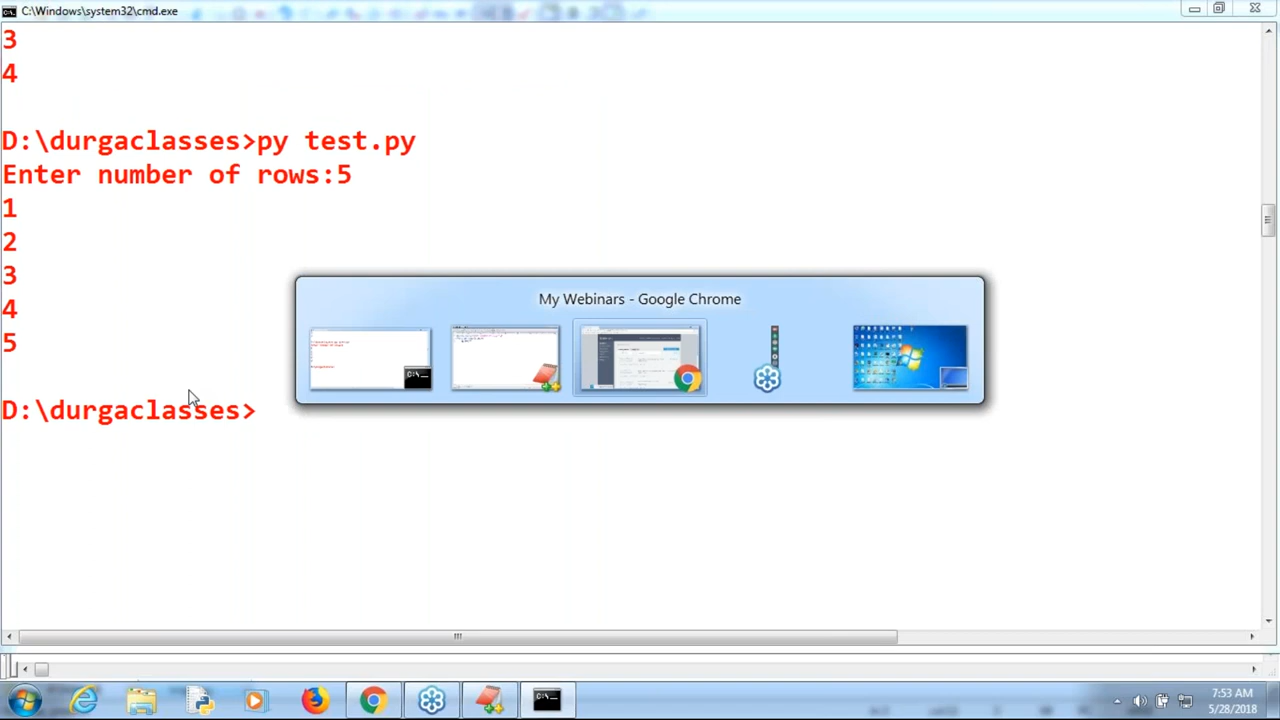 C:\Windows\system32\cmd.exe
3
4
D:\durgaclasses>py test.py
Enter number of rows:5
1
2
3
4
5
My Webinars - Google Chrome
C:\_
D:\durgaclasses>
7:53 AM
5/28/2018